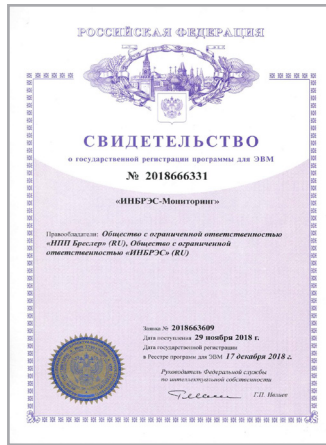 РОССИЙСКАЯ ФЕДЕРАЦИЯ
СВИДЕТЕЛЬСТВО
о государственной регистрации программы для ЭВМ
№ 2018666331
«ИНБРЭС-Мониторинг»
Правообладатели: Общество с ограниченной ответственностью
«НПП Бреслер» (RU), Общество с ограниченной
ответственностью «ИНБРЭС» (RU)
Заявка № 2018663609
Дата поступления 29 ноября 2018 г.
Дата государственной регистрации
в Реестре программ для ЭВМ 17 декабря 2018 г.
Руководитель Федеральной службы
по интеллектуальной собственности
Г.П. Ивлиев